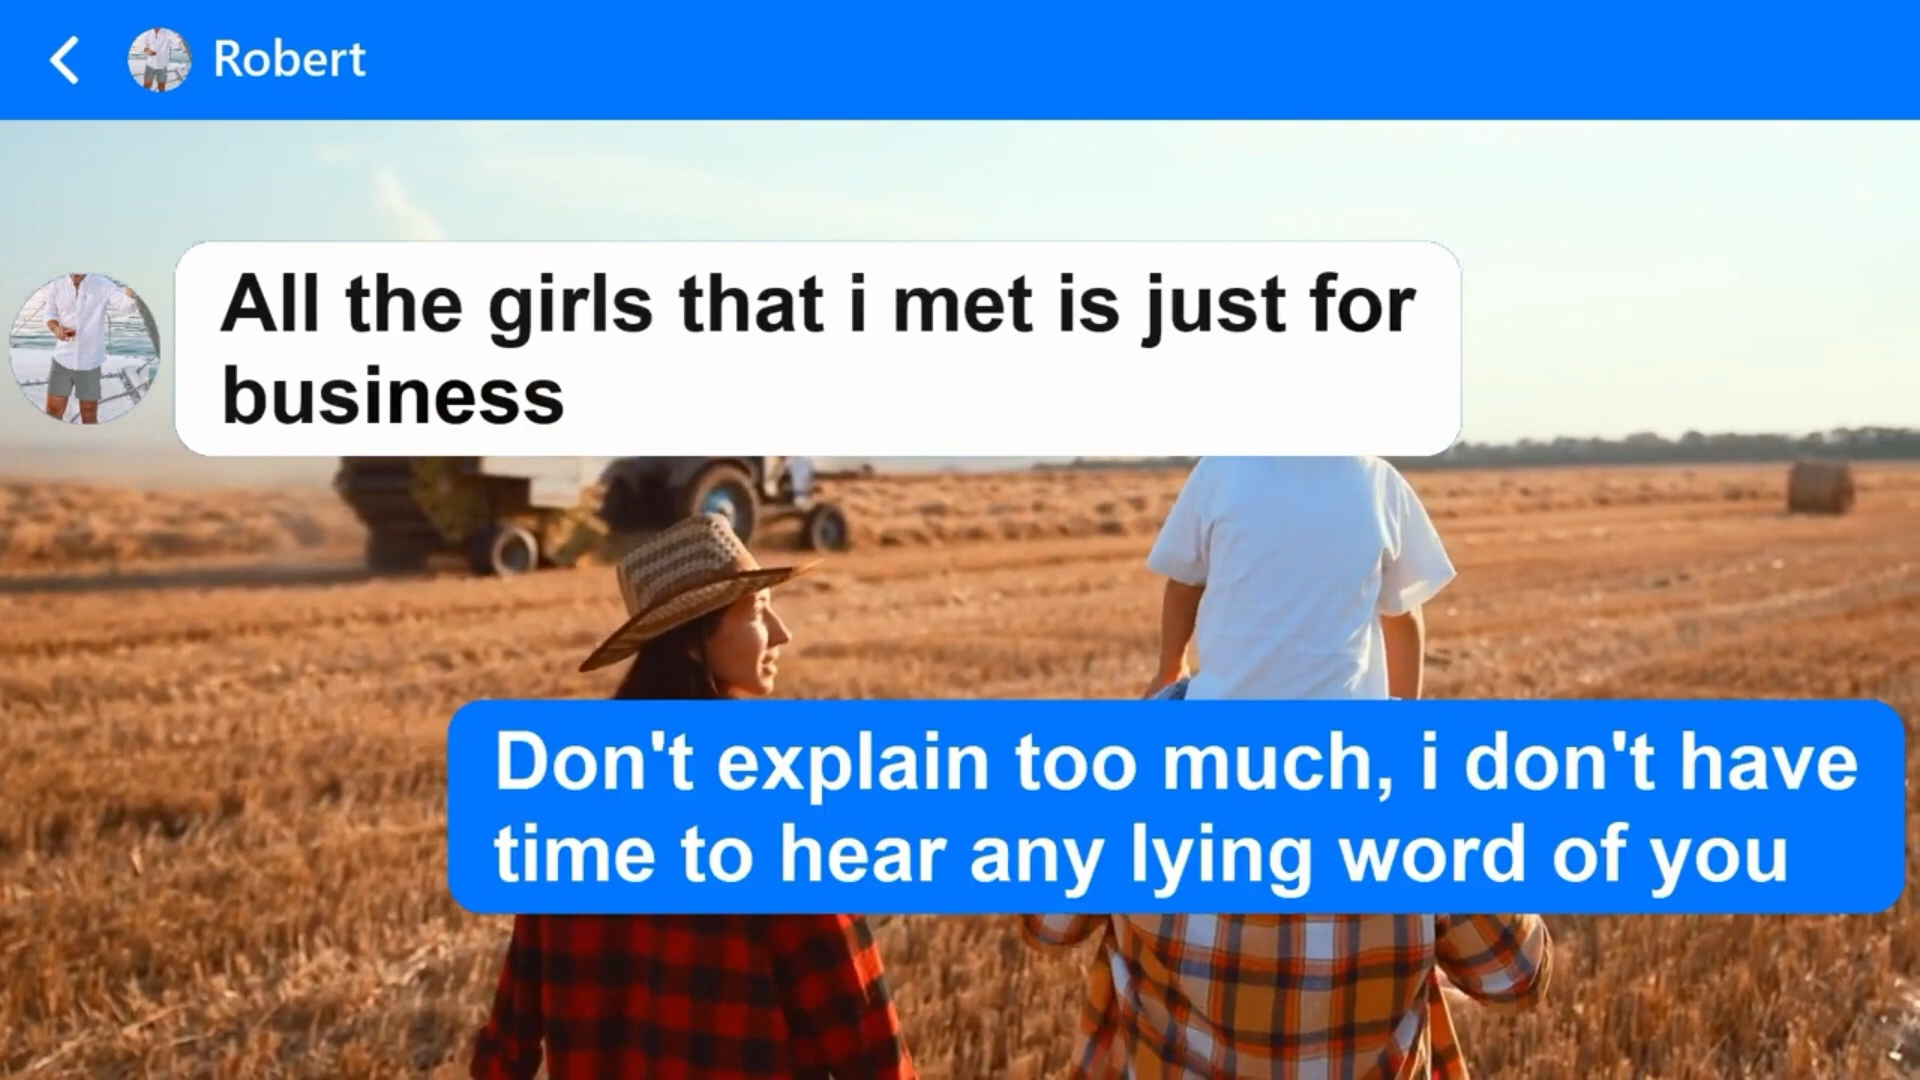 Robert
All the girls that i met is just for
business
Don't explain too much, i don't have
time to hear any lying word of you